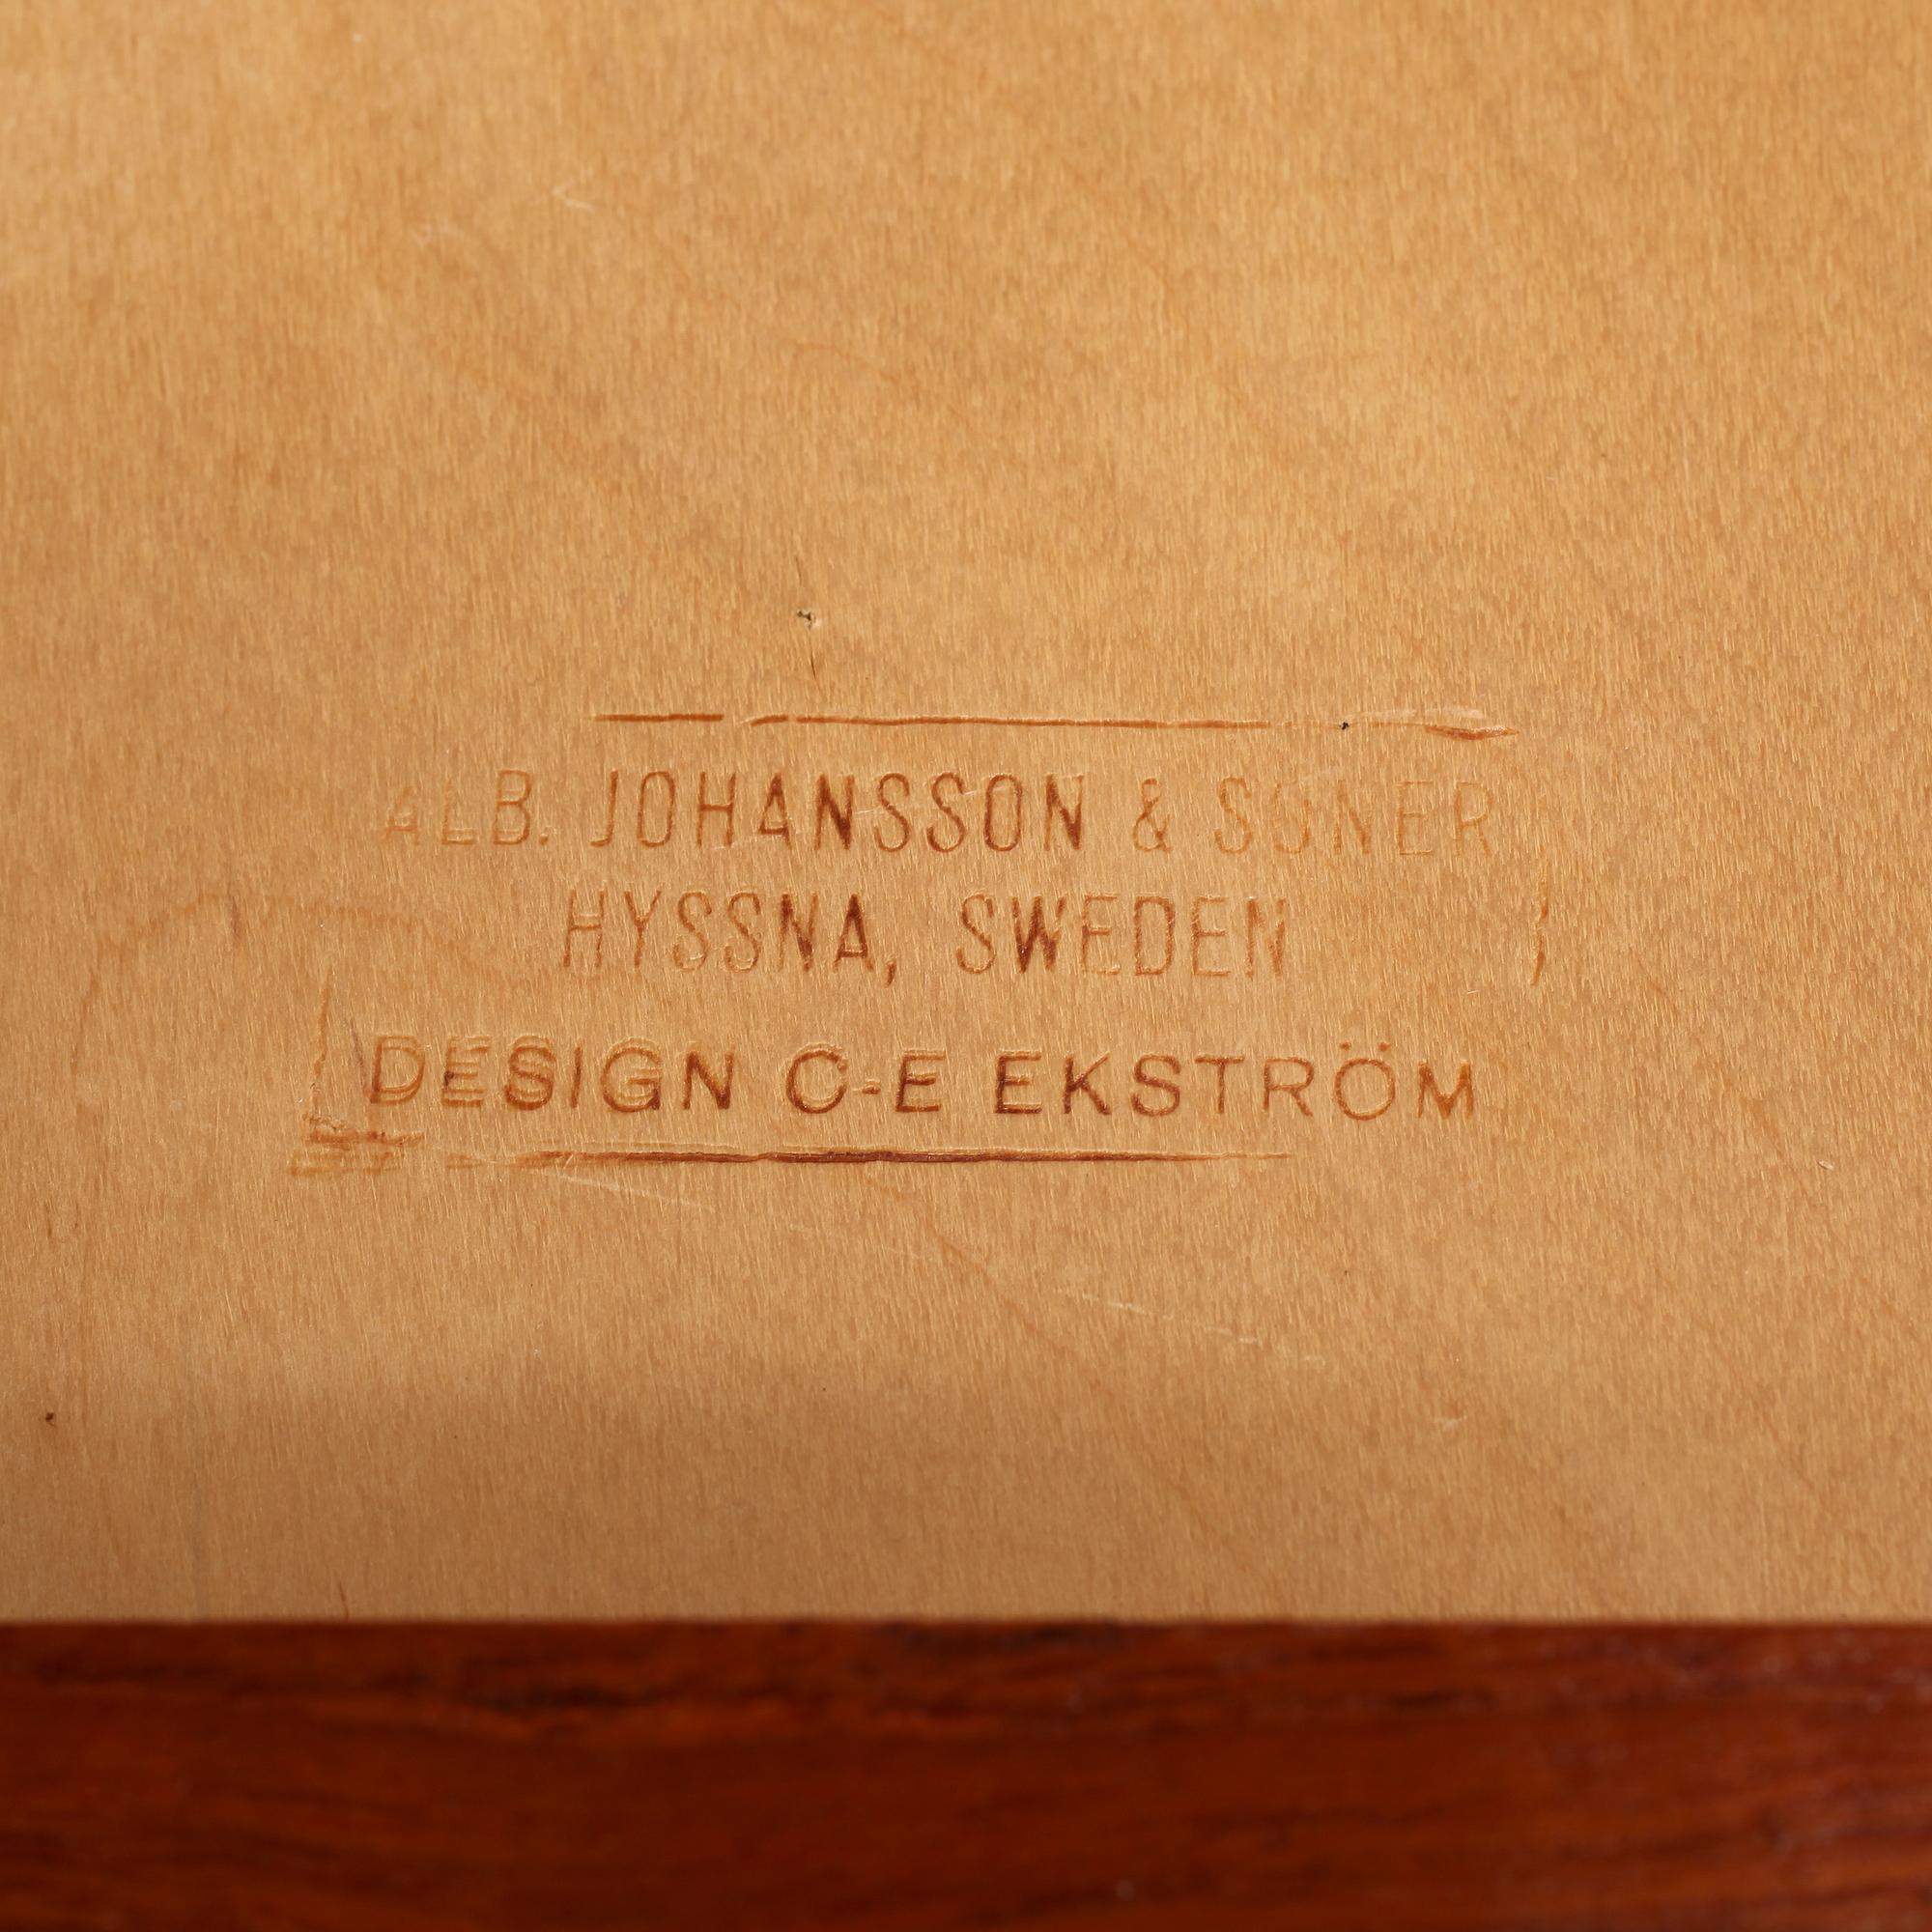 ALB. JOHANSSON & SÖNER
HYSSNA, SWEDEN
DESIGN C-E EKSTRÖM